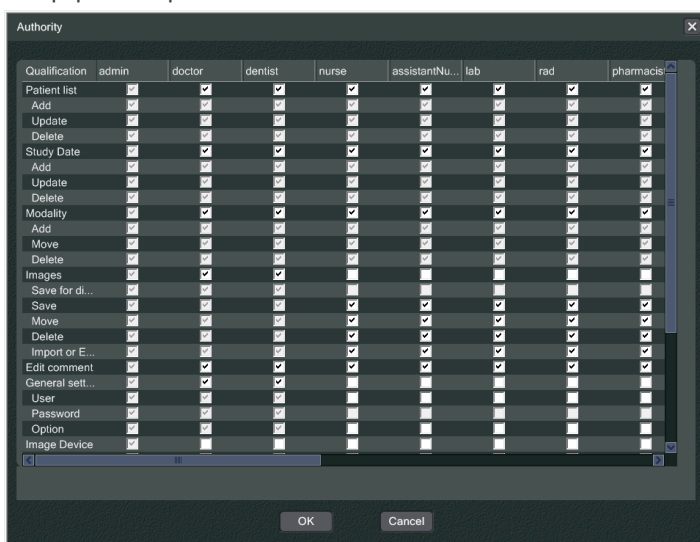 Authority
Qualification admin doctor dentist nurse assistantNu... lab rad pharmacist
Patient list
Add
Update
Delete
Study Date
Add
Update
Delete
Modality
Add
Move
Delete
Images
Save for di...
Save
Move
Delete
Import or E...
Edit comment
General sett...
User
Password
Option
Image Device
OK Cancel